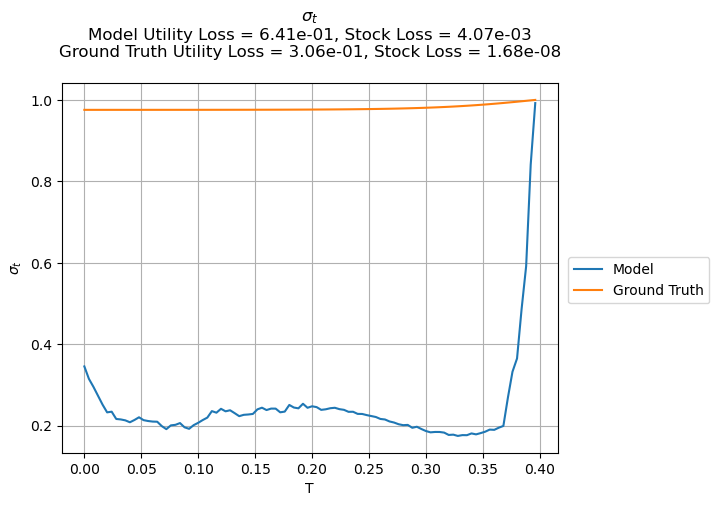 σt
Model Utility Loss = 6.41e-01, Stock Loss = 4.07e-03
Ground Truth Utility Loss = 3.06e-01, Stock Loss = 1.68e-08
1.0
0.8
0.6
0.4
0.2
σt
0.00 0.05 0.10 0.15 0.20 0.25 0.30 0.35 0.40
T
Model
Ground Truth